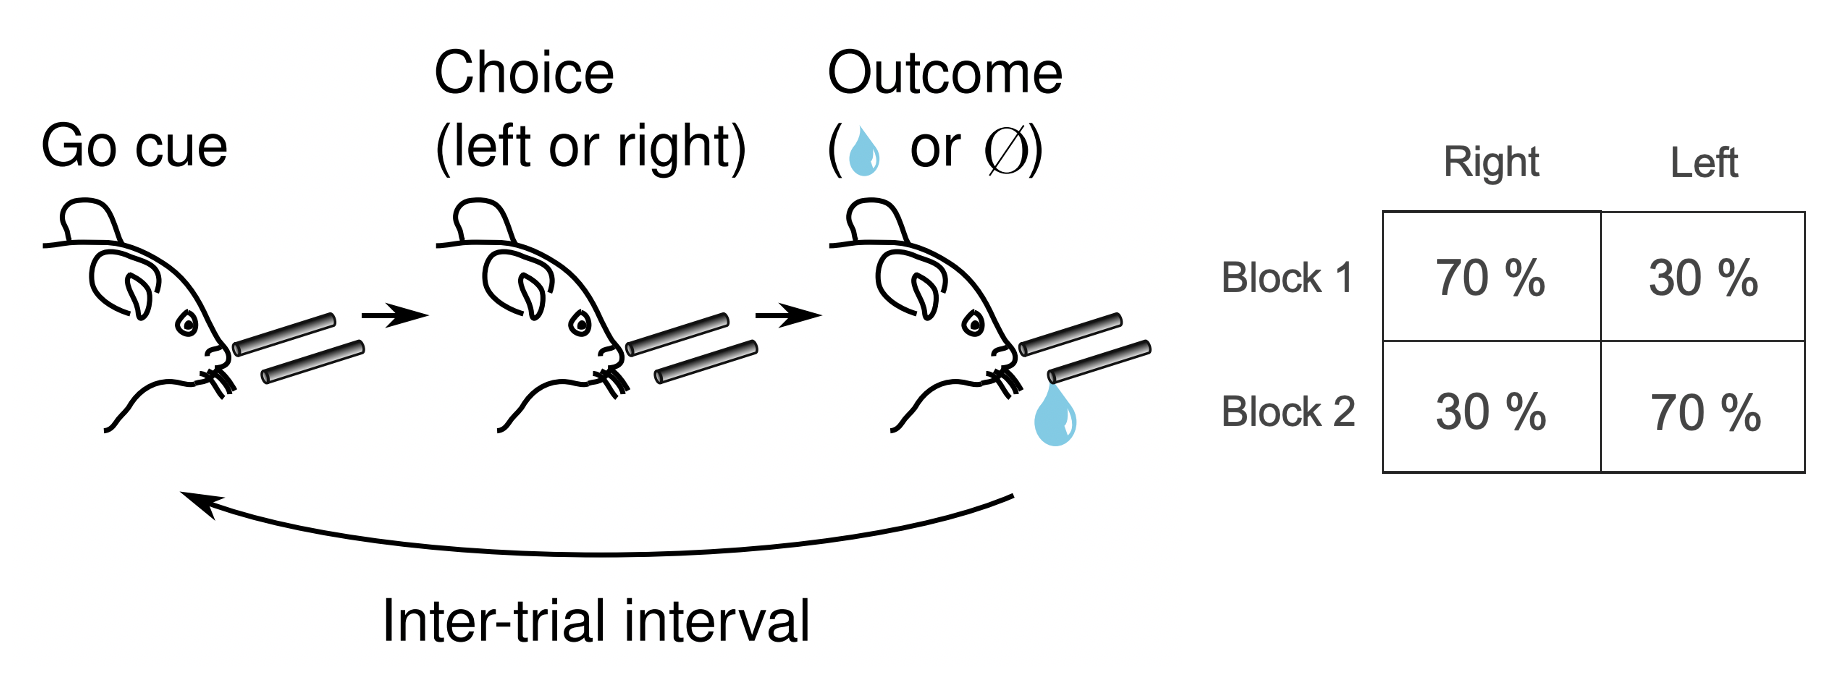 Go cue
Choice
(left or right)
Outcome
( or ∅)
Inter-trial interval
Right Left
Block 1 70 % 30 %
Block 2 30 % 70 %